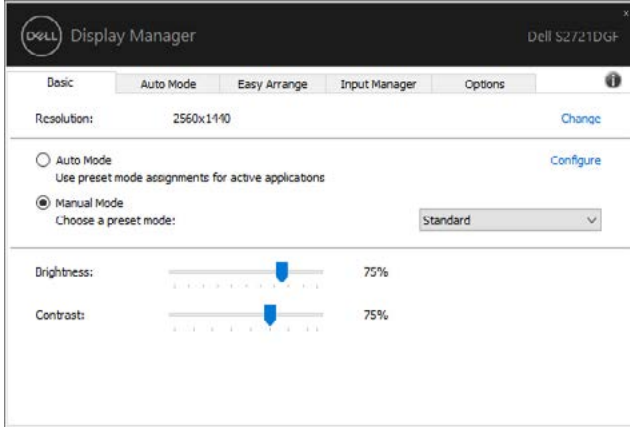 x
DELL Display Manager Dell S2721DGF
Basic Auto Mode Easy Arrange Input Manager Options
Resolution: 2560x1440 Change
Auto Mode Configure
Use preset mode assignments for active applications
Manual Mode
Choose a preset mode: Standard
Brightness: 75%
Contrast: 75%